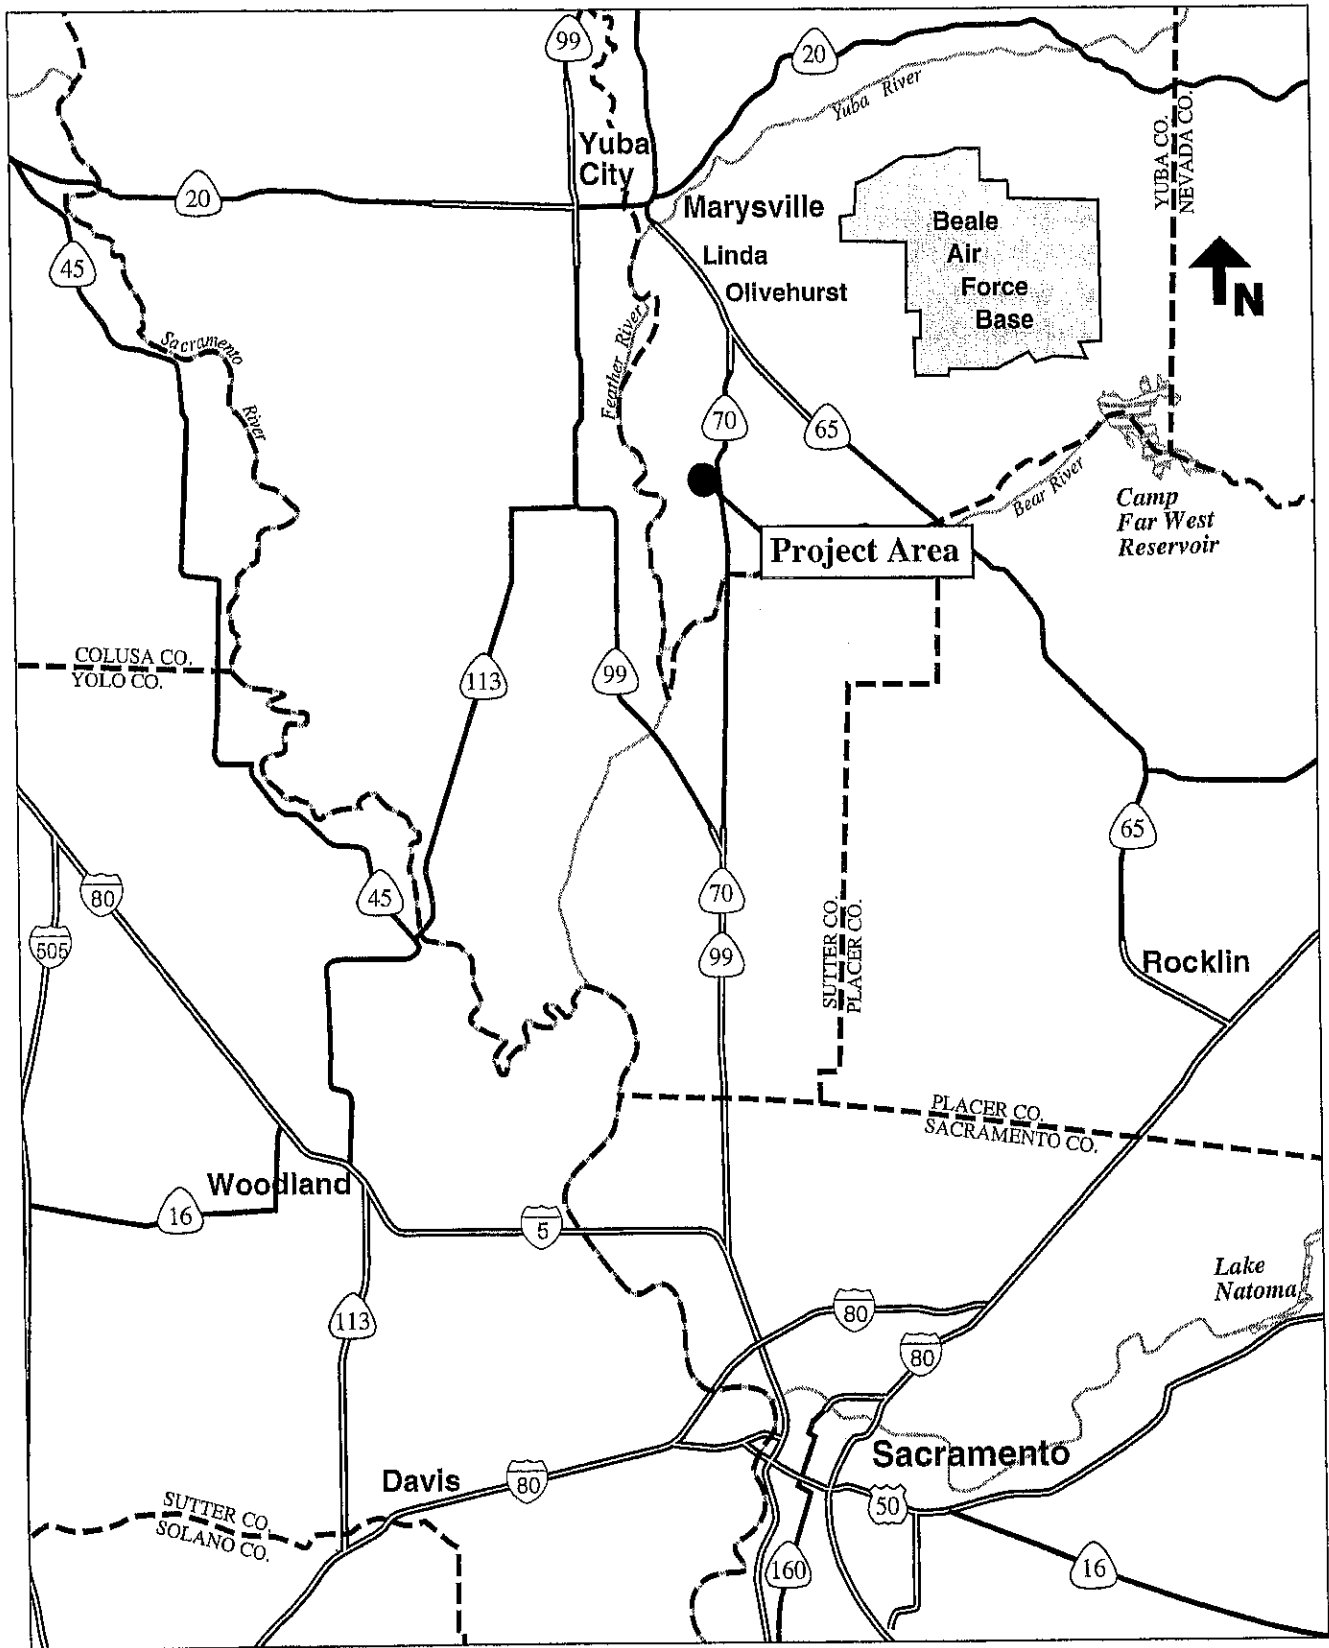 99
20
Yuba River
Yuba
City
YUBA CO.
NEVADA CO.
20
Marysville
Beale
Air
Force
Base
Linda
Olivehurst
45
N
Sacramento
River
Feather River
70
65
Bear River
Camp
Far West
Reservoir
Project Area
COLUSA CO.
YOLO CO.
113
99
65
80
45
70
505
99
SUTTER CO.
PLACER CO.
Rocklin
PLACER CO.
SACRAMENTO CO.
Woodland
16
5
Lake
Natoma
113
80
80
Davis
80
Sacramento
50
SUTTER CO.
SOLANO CO.
160
16